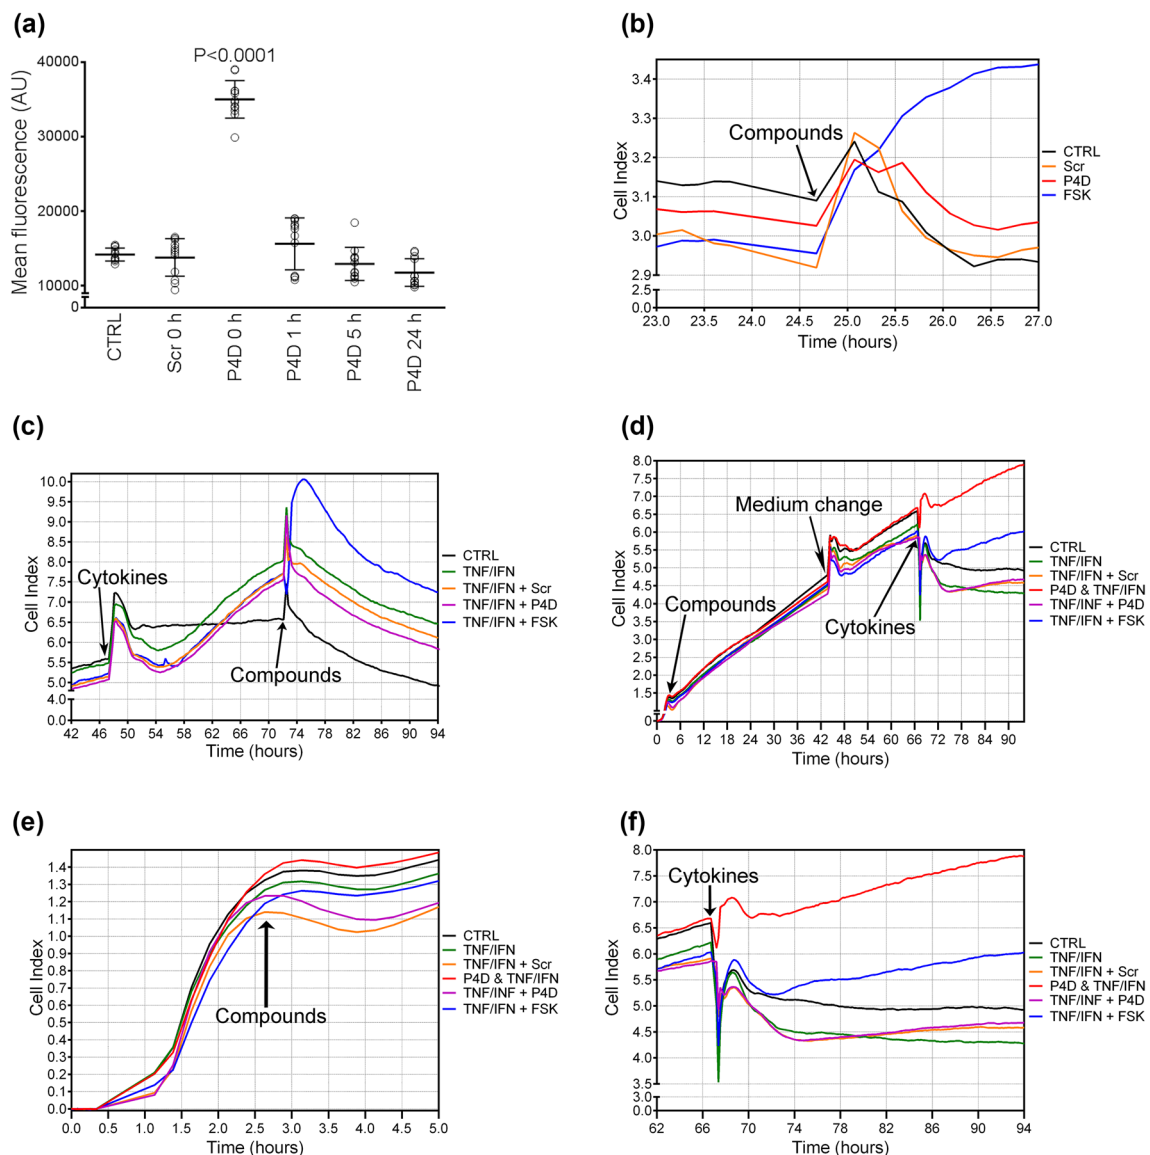 (a)
P<0.0001
Mean fluorescence (AU)
40000
30000
20000
10000
0
CTRL
Scr 0 h
P4D 0 h
P4D 1 h
P4D 5 h
P4D 24 h
(b)
Cell Index
3.4
3.3
3.2
3.1
3.0
2.9
2.5
0.0
Compounds
23.0 23.5 24.0 24.5 25.0 25.5 26.0 26.5 27.0
Time (hours)
CTRL
Scr
P4D
FSK
(c)
Cell Index
10.0
9.5
9.0
8.5
8.0
7.5
7.0
6.5
6.0
5.5
5.0
4.0
0.0
Cytokines
Compounds
42 46 50 54 58 62 66 70 74 78 82 86 90 94
Time (hours)
CTRL
TNF/IFN
TNF/IFN + Scr
TNF/IFN + P4D
TNF/IFN + FSK
(d)
Cell Index
8.0
7.5
7.0
6.5
6.0
5.5
5.0
4.5
4.0
3.5
3.0
2.5
2.0
1.5
0
Medium change
Compounds
Cytokines
0 6 12 18 24 30 36 42 48 54 60 66 72 78 84 90
Time (hours)
CTRL
TNF/IFN
TNF/IFN + Scr
P4D & TNF/IFN
TNF/INF + P4D
TNF/IFN + FSK
(e)
Cell Index
1.4
1.3
1.2
1.1
1.0
0.9
0.8
0.7
0.6
0.5
0.4
0.3
0.2
0.1
0.0
Compounds
0.0 0.5 1.0 1.5 2.0 2.5 3.0 3.5 4.0 4.5 5.0
Time (hours)
CTRL
TNF/IFN
TNF/IFN + Scr
P4D & TNF/IFN
TNF/INF + P4D
TNF/IFN + FSK
(f)
Cell Index
8.0
7.5
7.0
6.5
6.0
5.5
5.0
4.5
4.0
3.5
3.0
0.0
Cytokines
62 66 70 74 78 82 86 90 94
Time (hours)
CTRL
TNF/IFN
TNF/IFN + Scr
P4D & TNF/IFN
TNF/INF + P4D
TNF/IFN + FSK